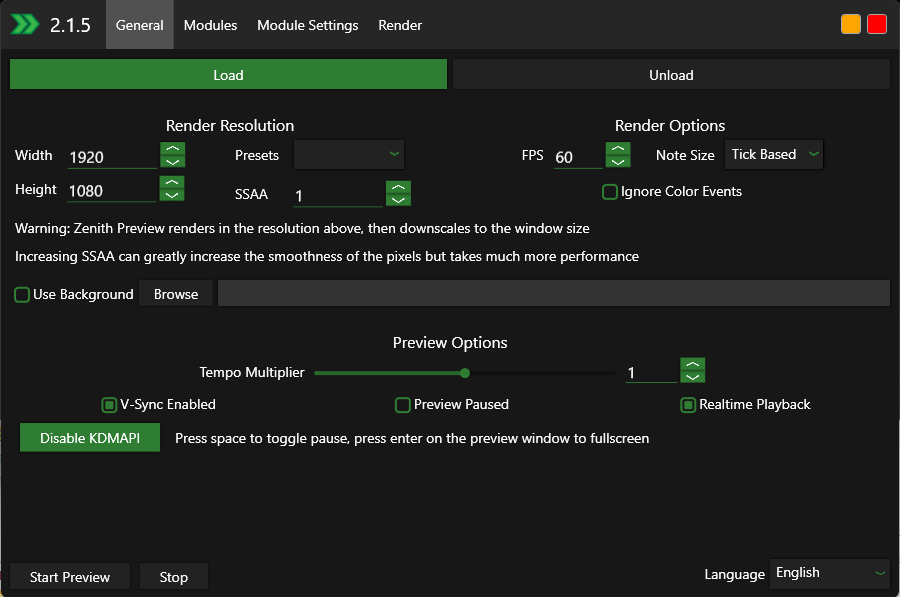 2.1.5 General Modules Module Settings Render
Load Unload
Render Resolution Render Options
Width 1920 Presets FPS 60 Note Size Tick Based
Height 1080 SSAA 1 Ignore Color Events
Warning: Zenith Preview renders in the resolution above, then downscales to the window size
Increasing SSAA can greatly increase the smoothness of the pixels but takes much more performance
Use Background Browse
Preview Options
Tempo Multiplier 1
V-Sync Enabled Preview Paused Realtime Playback
Disable KDMAPI Press space to toggle pause, press enter on the preview window to fullscreen
Start Preview Stop Language English